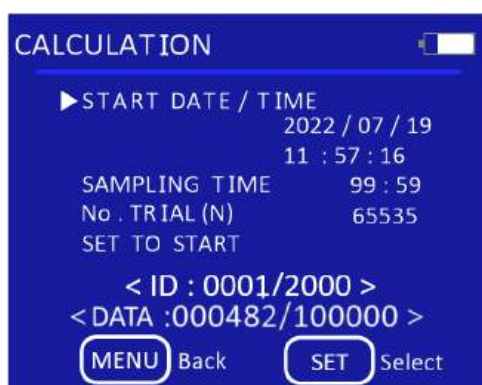 CALCULATION
▶START DATE / TIME
2022 / 07 / 19
11 : 57 : 16
SAMPLING TIME 99 : 59
No . TRIAL (N) 65535
SET TO START
< ID : 0001/2000 >
< DATA :000482/100000 >
MENU Back SET Select